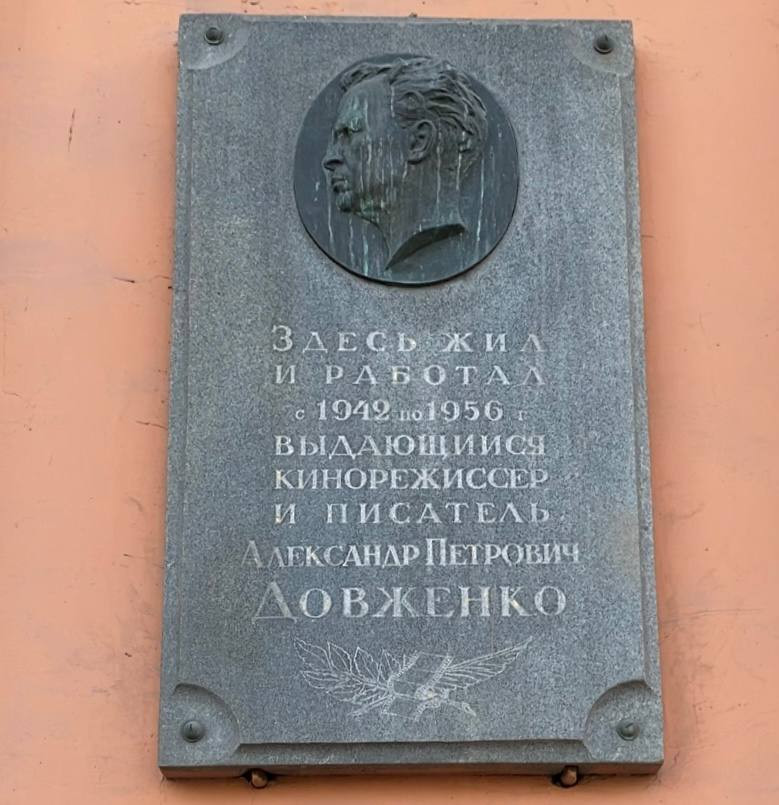 Здесь жил
и работал
с 1942 по 1956 г
выдающийся
кинорежиссер
и писатель
Александр Петрович
Довженко